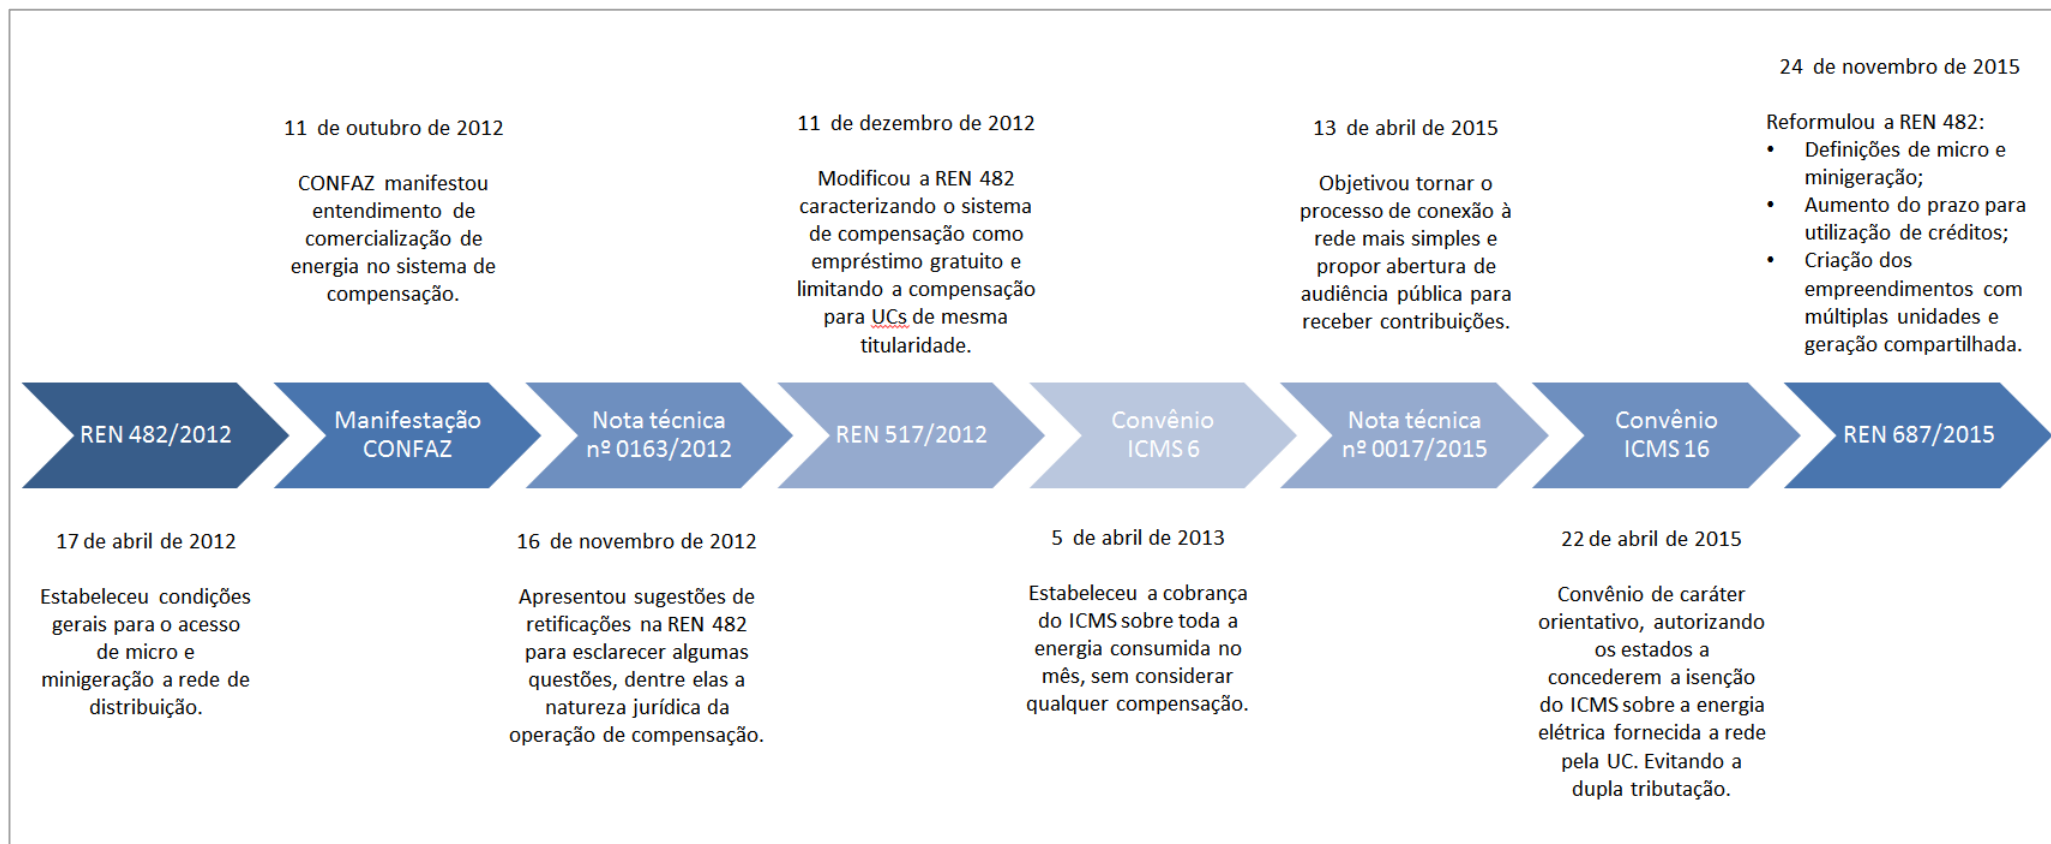 24 de novembro de 2015
Reformulou a REN 482:
• Definições de micro e
minigeração;
• Aumento do prazo para
utilização de créditos;
• Criação dos
empreendimentos com
múltiplas unidades e
geração compartilhada.
11 de outubro de 2012
CONFAZ manifestou
entendimento de
comercialização de
energia no sistema de
compensação.
11 de dezembro de 2012
Modificou a REN 482
caracterizando o sistema
de compensação como
empréstimo gratuito e
limitando a compensação
para UCs de mesma
titularidade.
13 de abril de 2015
Objetivou tornar o
processo de conexão à
rede mais simples e
propor abertura de
audiência pública para
receber contribuições.
REN 482/2012
Manifestação
CONFAZ
Nota técnica
nº 0163/2012
REN 517/2012
Convênio
ICMS 6
Nota técnica
nº 0017/2015
Convênio
ICMS 16
REN 687/2015
17 de abril de 2012
Estabeleceu condições
gerais para o acesso
de micro e
minigeração a rede de
distribuição.
16 de novembro de 2012
Apresentou sugestões de
retificações na REN 482
para esclarecer algumas
questões, dentre elas a
natureza jurídica da
operação de compensação.
5 de abril de 2013
Estabeleceu a cobrança
do ICMS sobre toda a
energia consumida no
mês, sem considerar
qualquer compensação.
22 de abril de 2015
Convênio de caráter
orientativo, autorizando
os estados a
concederem a isenção
do ICMS sobre a energia
elétrica fornecida a rede
pela UC. Evitando a
dupla tributação.